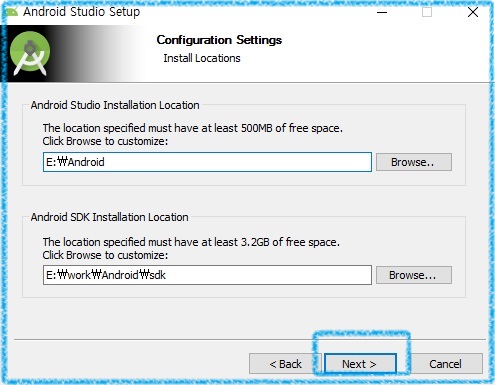 Android Studio Setup
Configuration Settings
Install Locations
Android Studio Installation Location
The location specified must have at least 500MB of free space.
Click Browse to customize:
E:₩Android
Browse..
Android SDK Installation Location
The location specified must have at least 3.2GB of free space.
Click Browse to customize:
E:₩work₩Android₩sdk
Browse...
< Back
Next >
Cancel